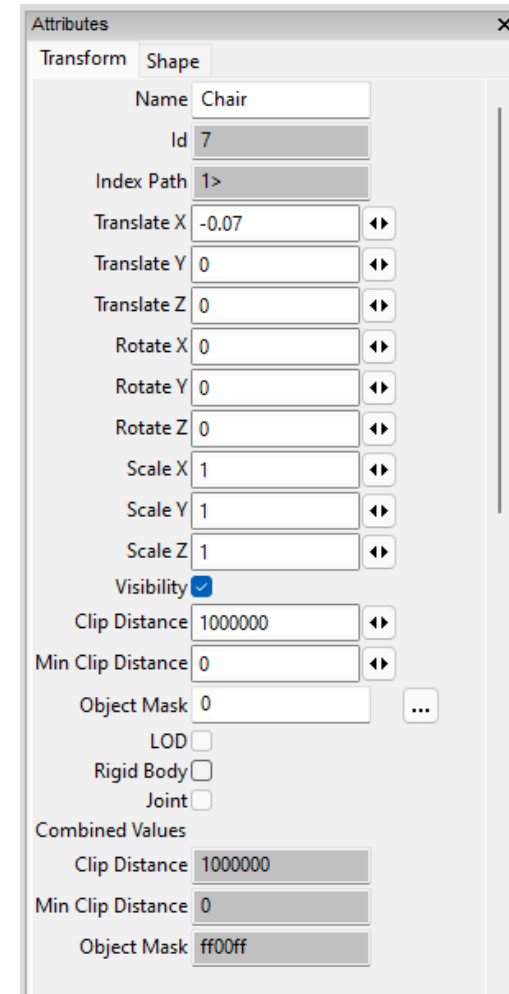 Attributes
Transform Shape
Name Chair
Id 7
Index Path 1>
Translate X -0.07
Translate Y 0
Translate Z 0
Rotate X 0
Rotate Y 0
Rotate Z 0
Scale X 1
Scale Y 1
Scale Z 1
Visibility
Clip Distance 1000000
Min Clip Distance 0
Object Mask 0 ...
LOD
Rigid Body
Joint
Combined Values
Clip Distance 1000000
Min Clip Distance 0
Object Mask ff00ff